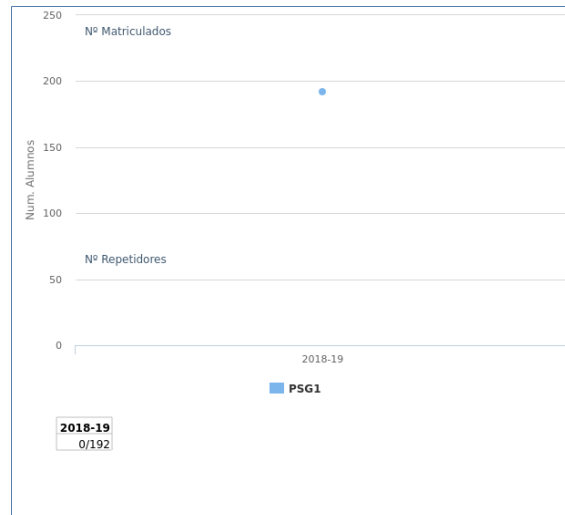 250
Nº Matriculados
200
150
Num. Alumnos
100
Nº Repetidores
50
0
2018-19
PSG1
2018-19
0/192